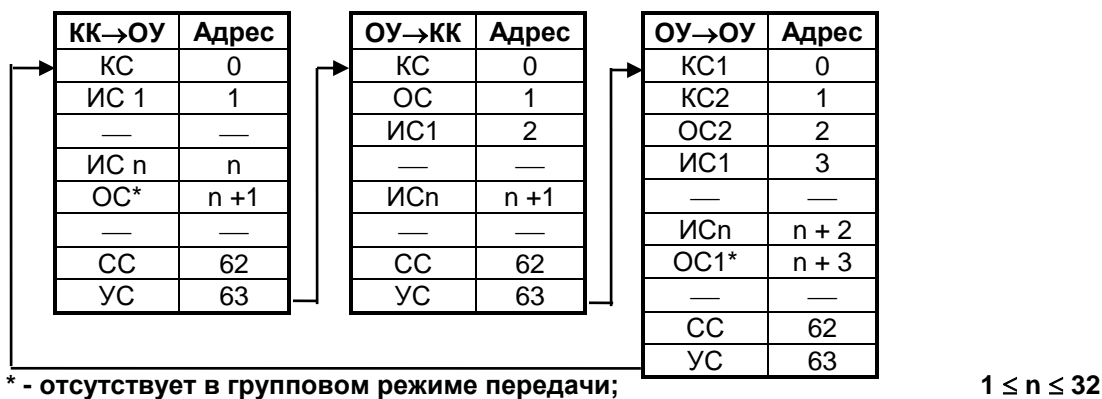 КК→ОУ Адрес
КС 0
ИС 1 1
— —
ИС n n
ОС* n +1
— —
СС 62
УС 63
ОУ→КК Адрес
КС 0
ОС 1
ИС1 2
— —
ИСn n +1
— —
СС 62
УС 63
ОУ→ОУ Адрес
КС1 0
КС2 1
ОС2 2
ИС1 3
— —
ИСn n + 2
ОС1* n + 3
— —
СС 62
УС 63
* - отсутствует в групповом режиме передачи; 1 ≤ n ≤ 32